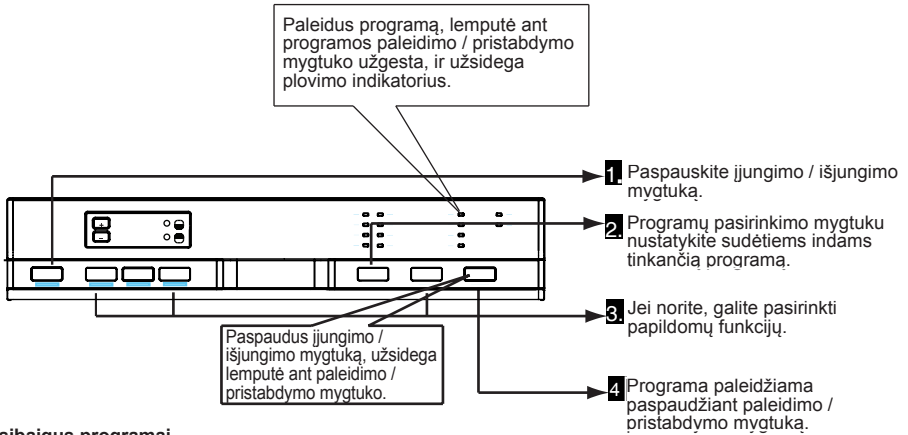 Paleidus programą, lemputė ant
programos paleidimo / pristabdymo
mygtuko užgesta, ir užsidega
plovimo indikatorius.
1. Paspauskite įjungimo / išjungimo
mygtuką.
2. Programų pasirinkimo mygtuku
nustatykite sudėtiems indams
tinkančią programą.
3. Jei norite, galite pasirinkti
papildomų funkcijų.
Paspaudus įjungimo /
išjungimo mygtuką, užsidega
lemputė ant paleidimo /
pristabdymo mygtuko.
4 Programa paleidžiama
paspaudžiant paleidimo /
pristabdymo mygtuką.